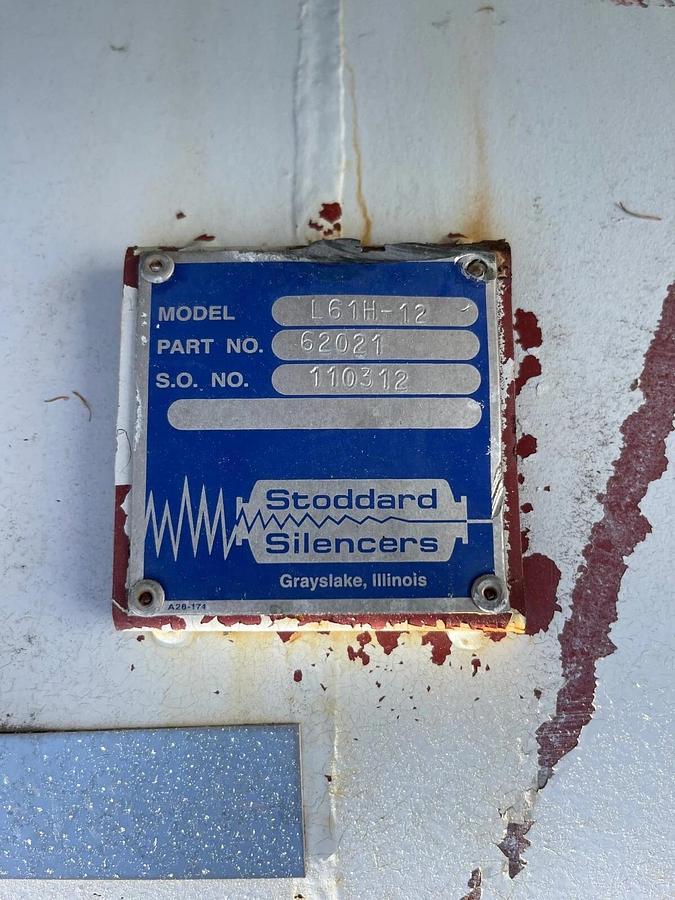 MODEL L61H-12
PART NO. 62021
S.O. NO. 110312
Stoddard
Silencers
Grayslake, Illinois
A26-174